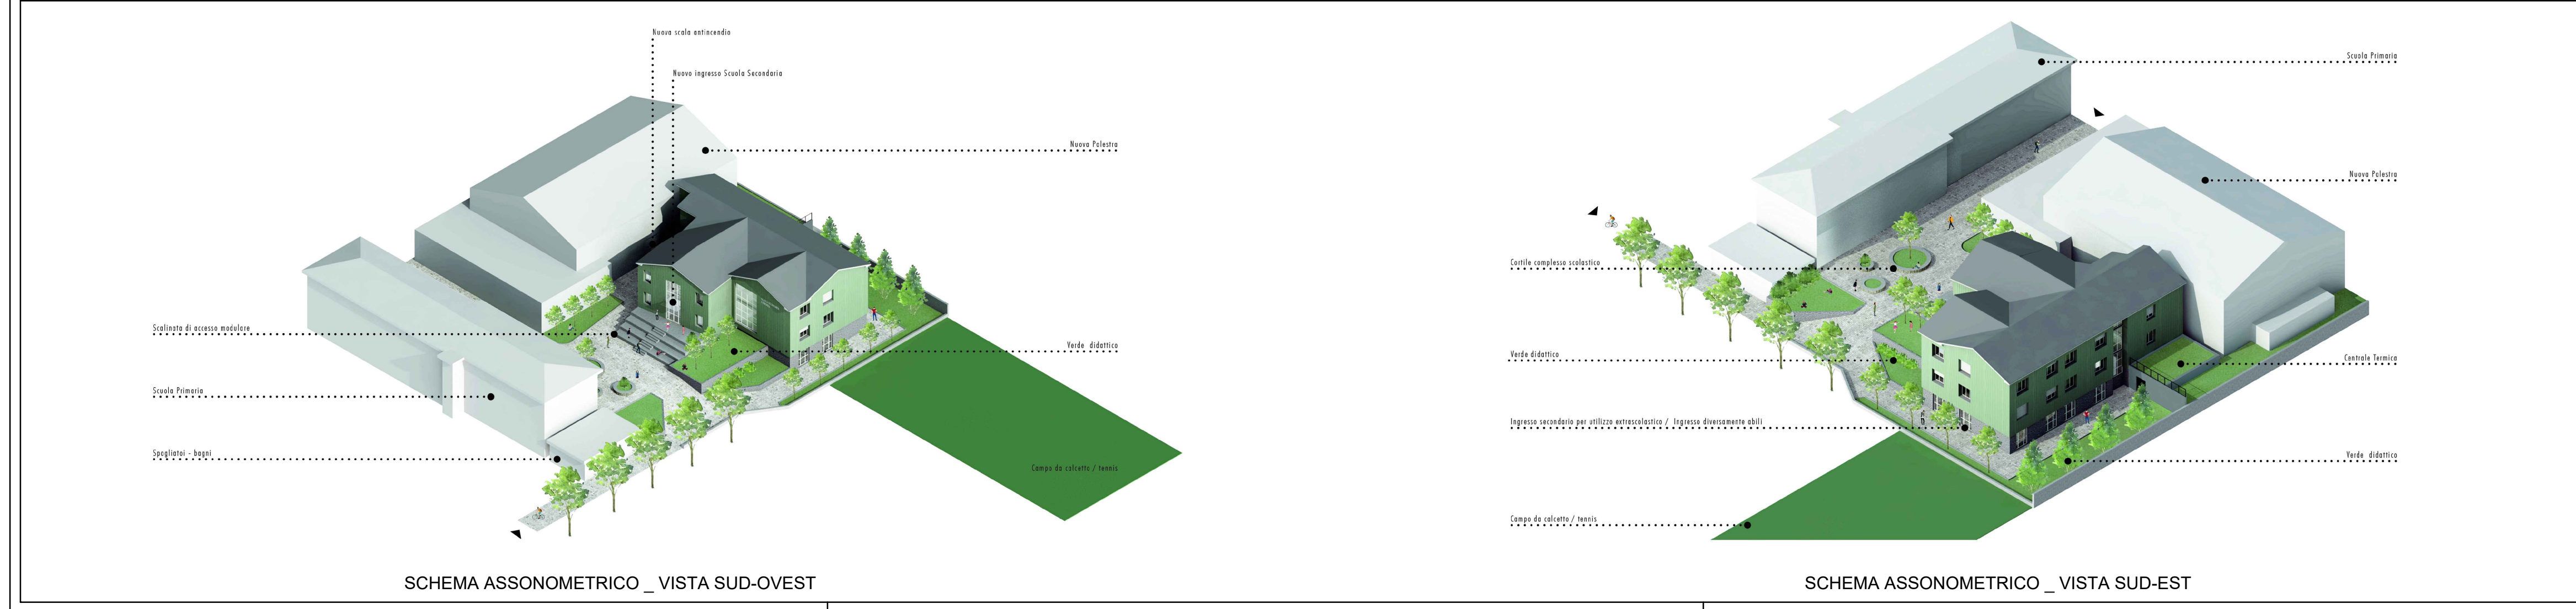 Nuova scala antincendio
Nuovo ingresso Scuola Secondaria
Nuova Palestra
Scalinata di accesso modulare
Verde didattico
Scuola Primaria
Spogliatoi - bagni
Campo da calcetto / tennis
SCHEMA ASSONOMETRICO _ VISTA SUD-OVEST
Scuola Primaria
Nuova Palestra
Cortile complesso scolastico
Verde didattico
Centrale Termica
Ingresso secondario per utilizzo extrascolastico / Ingresso diversamente abili
Verde didattico
Campo da calcetto / tennis
SCHEMA ASSONOMETRICO _ VISTA SUD-EST